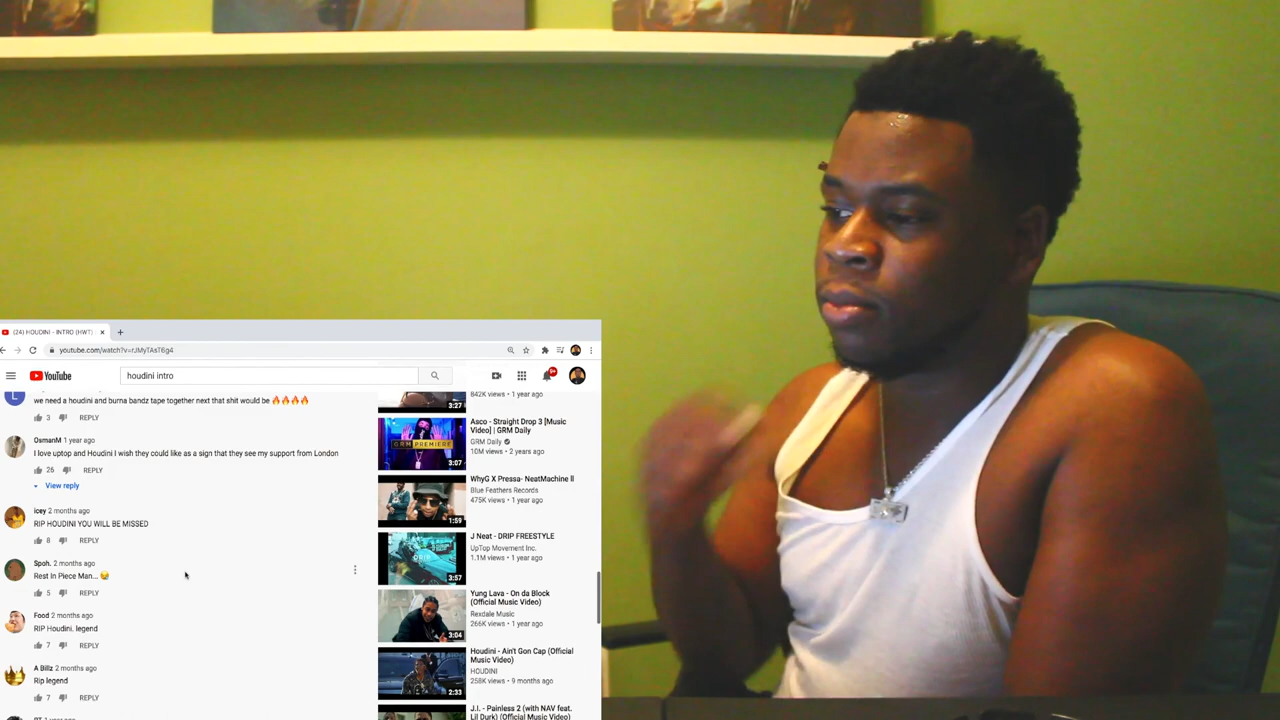 (24) HOUDINI - INTRO (HWT)
youtube.com/watch?v=rJMyTAsT6g4
YouTube
houdini intro
9+
L
we need a houdini and burna bandz tape together next that shit would be 🔥🔥🔥🔥
3 REPLY
OsmanM 1 year ago
I love uptop and Houdini I wish they could like as a sign that they see my support from London
26 REPLY
View reply
icey 2 months ago
RIP HOUDINI YOU WILL BE MISSED
8 REPLY
Spoh. 2 months ago
Rest In Piece Man... 😪
5 REPLY
Food 2 months ago
RIP Houdini. legend
7 REPLY
A Billz 2 months ago
Rip legend
7 REPLY
842K views • 1 year ago
3:27
Asco - Straight Drop 3 [Music
Video] | GRM Daily
GRM Daily
10M views • 2 years ago
GRM PREMIERE
3:07
WhyG X Pressa- NeatMachine II
Blue Feathers Records
475K views • 1 year ago
1:59
J Neat - DRIP FREESTYLE
UpTop Movement Inc.
1.1M views • 1 year ago
DRIP
3:57
Yung Lava - On da Block
(Official Music Video)
Rexdale Music
266K views • 1 year ago
3:04
Houdini - Ain't Gon Cap (Official
Music Video)
HOUDINI
258K views • 9 months ago
2:33
J.I. - Painless 2 (with NAV feat.
Lil Durk) (Official Music Video)